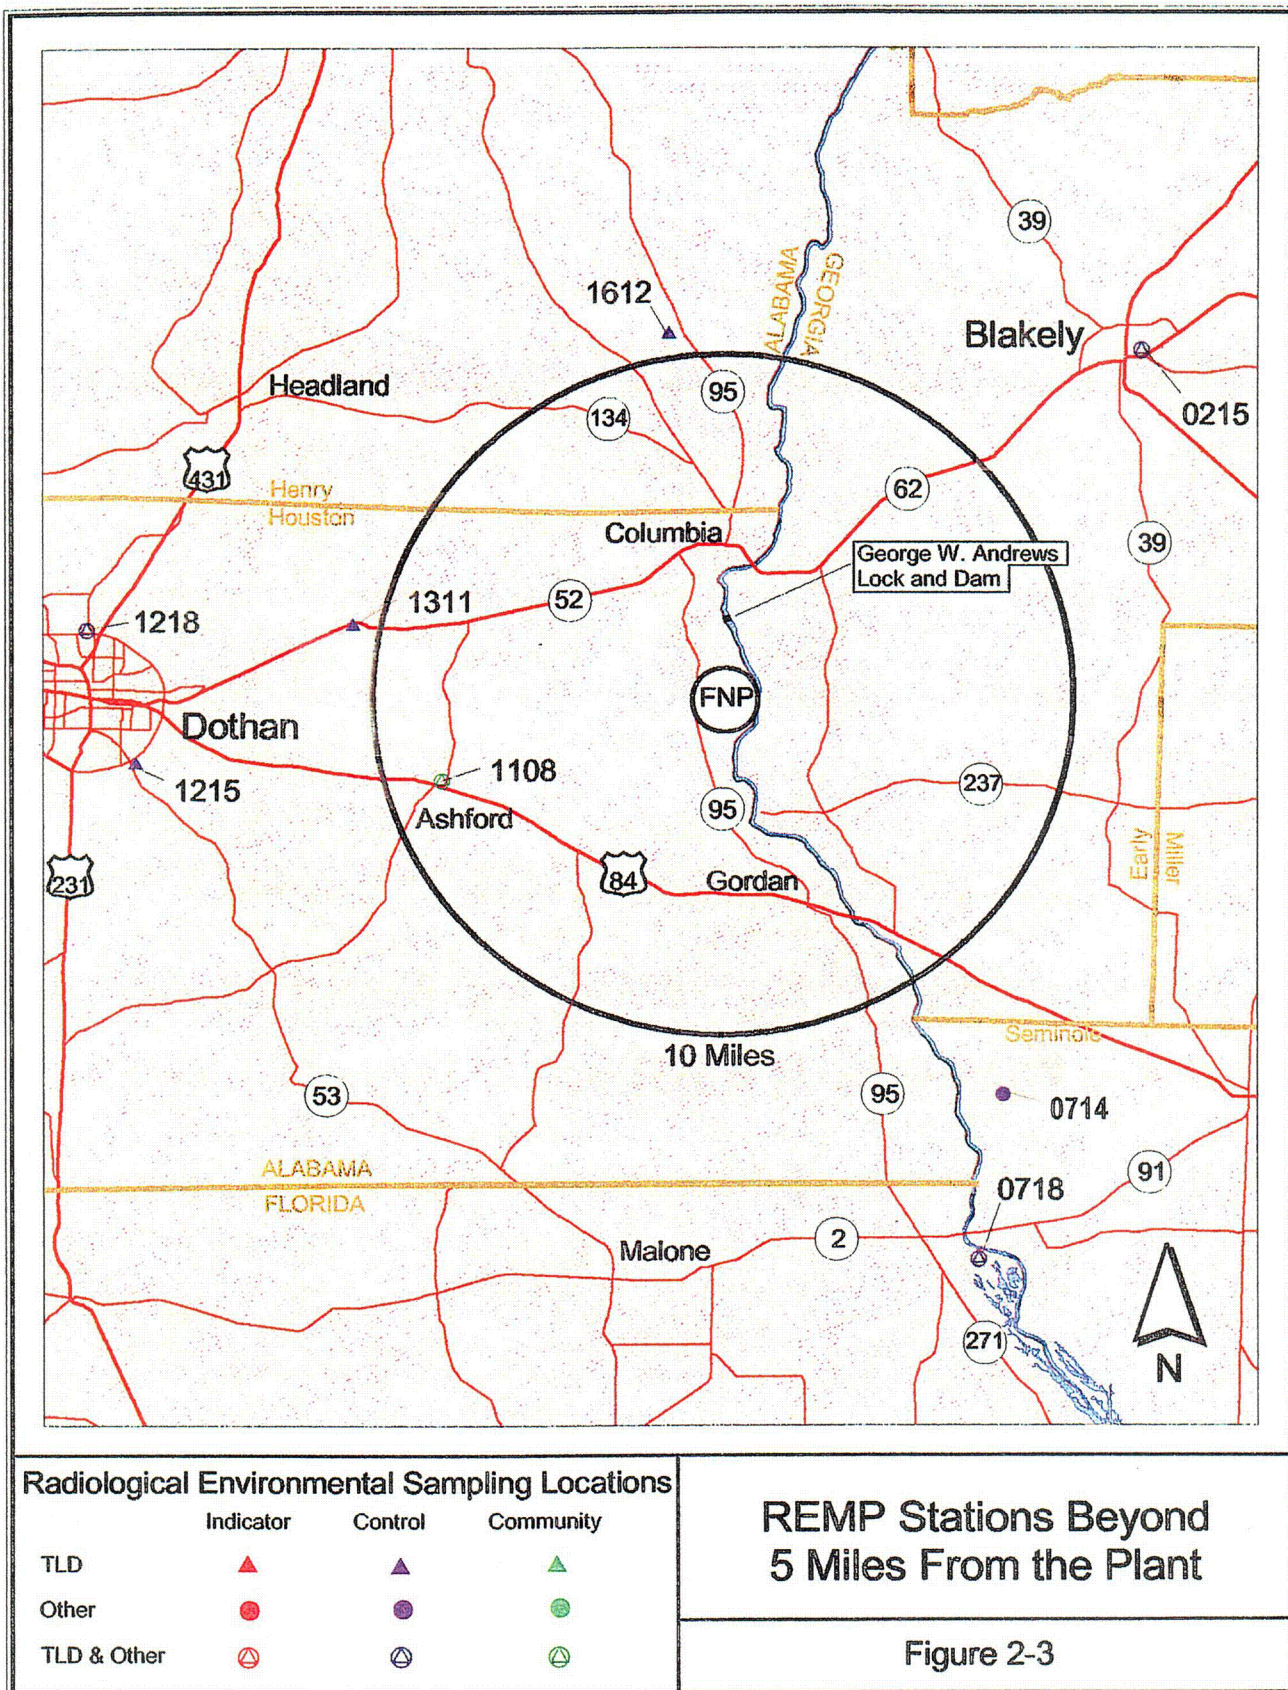 39
ALABAMA
GEORGIA
1612
Blakely
Headland
95
134
0215
431
62
Henry
Houston
Columbia
39
George W. Andrews
Lock and Dam
1311
52
1218
FNP
Dothan
1108
237
1215
95
Ashford
Early
Miller
231
84
Gordan
Seminole
10 Miles
53
95
0714
ALABAMA
91
0718
FLORIDA
2
Malone
271
N
Radiological Environmental Sampling Locations
Indicator Control Community
TLD
Other
TLD & Other
REMP Stations Beyond
5 Miles From the Plant
Figure 2-3